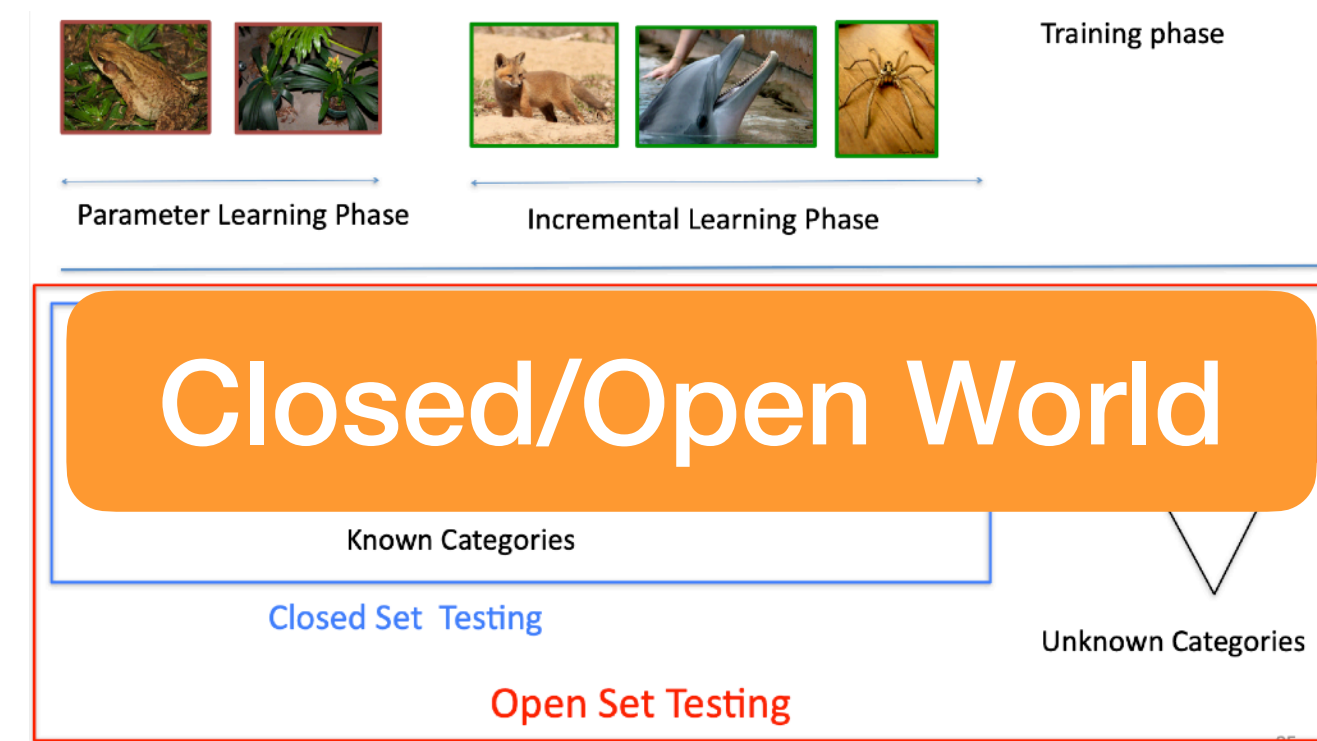 Training phase
Parameter Learning Phase
Incremental Learning Phase
Closed/Open World
Known Categories
Closed Set Testing
Unknown Categories
Open Set Testing